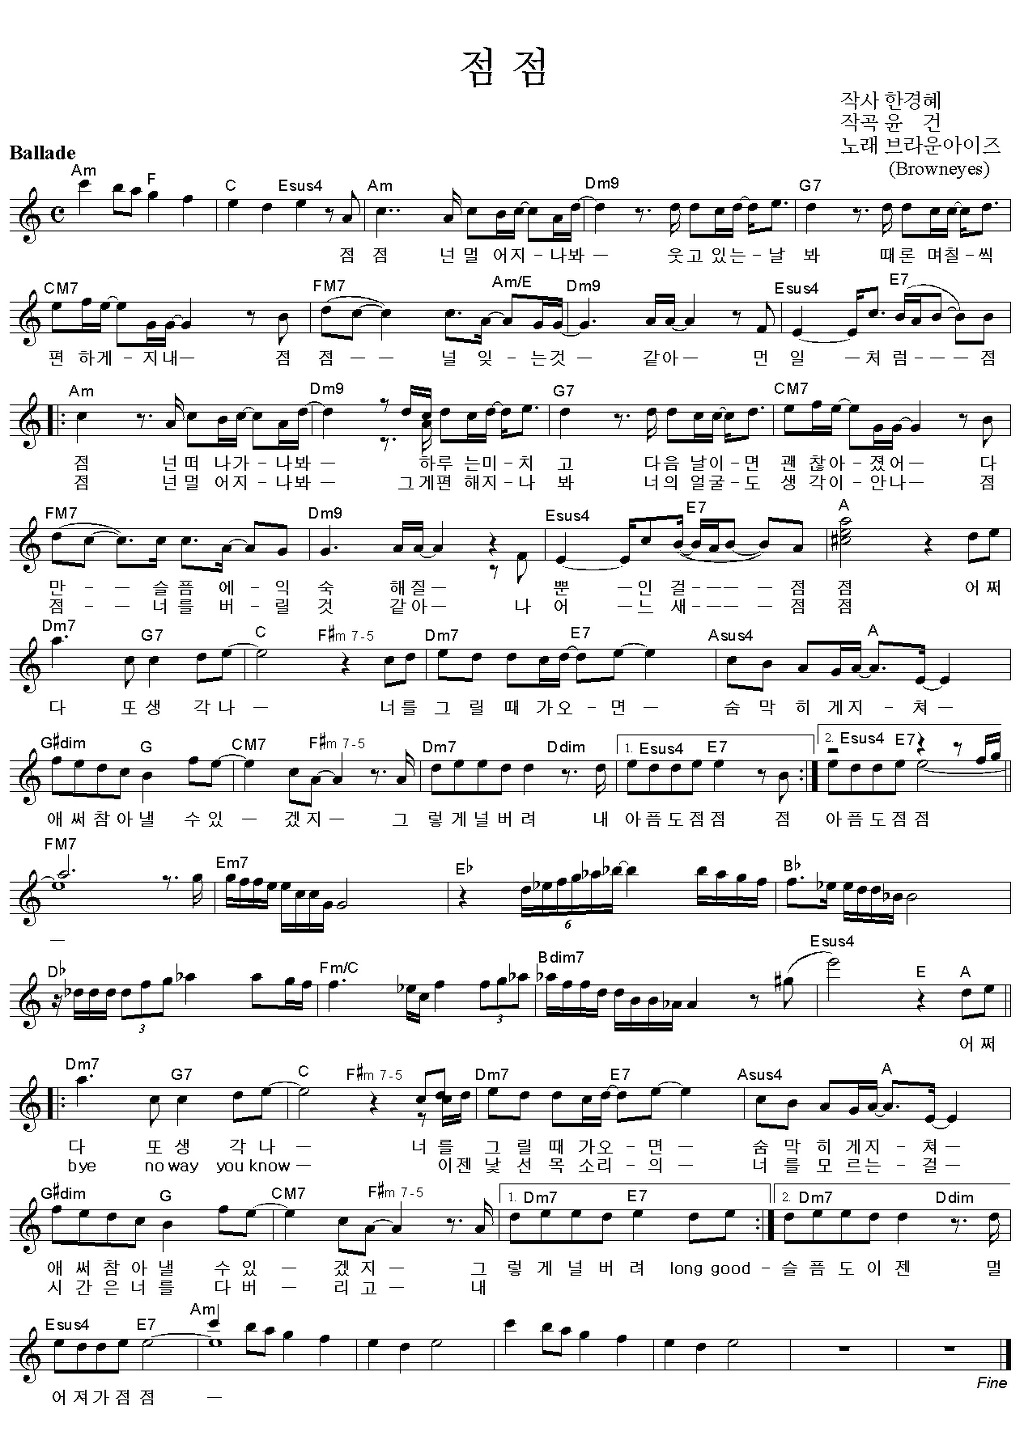 점 점
작사 한경혜
작곡 윤 건
노래 브라운아이즈
(Browneyes)
Ballade
Am F C Esus4 Am Dm9 G7
점 점 넌 멀 어지-나봐— 웃고 있는-날 봐 때론 며칠-씩
CM7 FM7 Am/E Dm9 Esus4 E7
편 하게-지내— 점 점—— 널 잊-는것— 같아— 먼 일 —처 럼——점
Am Dm9 G7 CM7
점 넌 떠 나가-나봐— 하루 는미-치 고 다음 날이-면 괜 찮아-졌어— 다
점 넌 멀 어지-나봐— 그게편 해지-나 봐 너의 얼굴-도 생 각이-안나— 점
FM7 Dm9 Esus4 E7 A
만-—-—슬 픔 에-익 숙 해질— 뿐 —인 걸-——-점 점 어쩌
점-—-—너 를 버-릴 것 같아— 나 어 —느 새-——-점 점
Dm7 G7 C F#m 7-5 Dm7 E7 Asus4 A
다 또 생 각 나 — 너 를 그 릴 때 가오-면— 숨 막 히 게지-쳐—
G#dim G CM7 F#m 7-5 Dm7 Ddim 1. Esus4 E7 2. Esus4 E7
애 써 참 아 낼 수 있 — 겠 지— 그 렇 게 널 버 려 내 아 픔 도 점점 점 아 픔 도 점 점
FM7 Em7 E♭ B♭
6
—
D♭ Fm/C Bdim7 Esus4 E A
3 3
어 쩌
Dm7 G7 C F#m 7-5 Dm7 E7 Asus4 A
다 또 생 각 나 — 너 를 그 릴 때 가오-면— 숨 막 히 게 지-쳐—
bye no way you know — 이젠 낯 선 목 소리-의— 너 를 모 르는-걸—
G#dim G CM7 F#m 7-5 1. Dm7 E7 2. Dm7 Ddim
애 써 참 아 낼 수 있 — 겠 지— 그 렇 게 널 버 려 long good-슬 픔 도 이 젠 멀
시 간 은 너 를 다 버 — 리 고— 내
Esus4 E7 Am
Fine
어 져 가 점 점 —